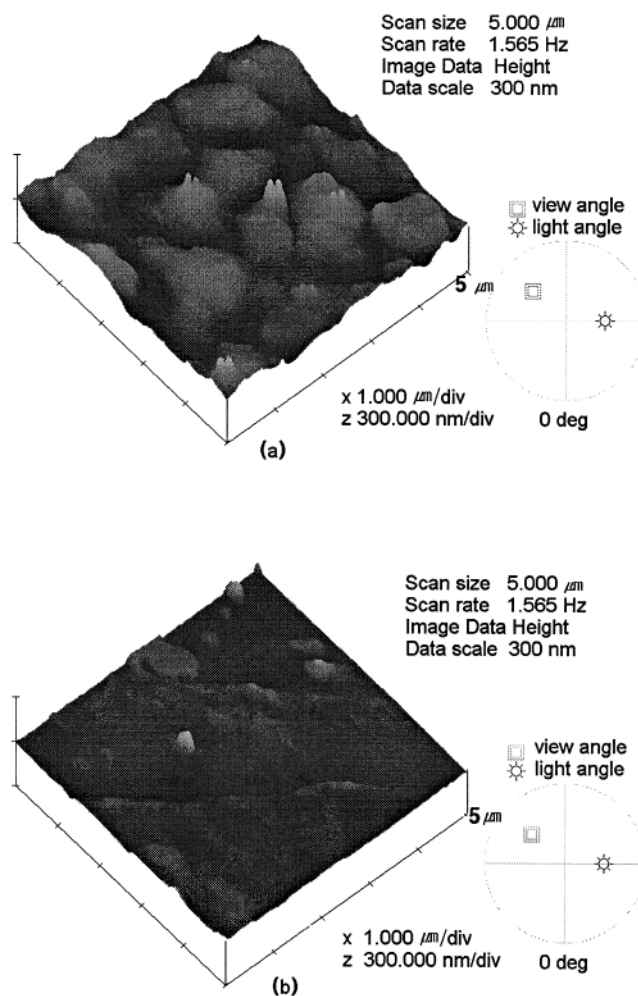 Scan size 5.000 ㎛
Scan rate 1.565 Hz
Image Data Height
Data scale 300 nm
view angle
light angle
5 ㎛
x 1.000 ㎛/div
z 300.000 nm/div
0 deg
(a)
Scan size 5.000 ㎛
Scan rate 1.565 Hz
Image Data Height
Data scale 300 nm
view angle
light angle
5 ㎛
x 1.000 ㎛/div
z 300.000 nm/div
0 deg
(b)